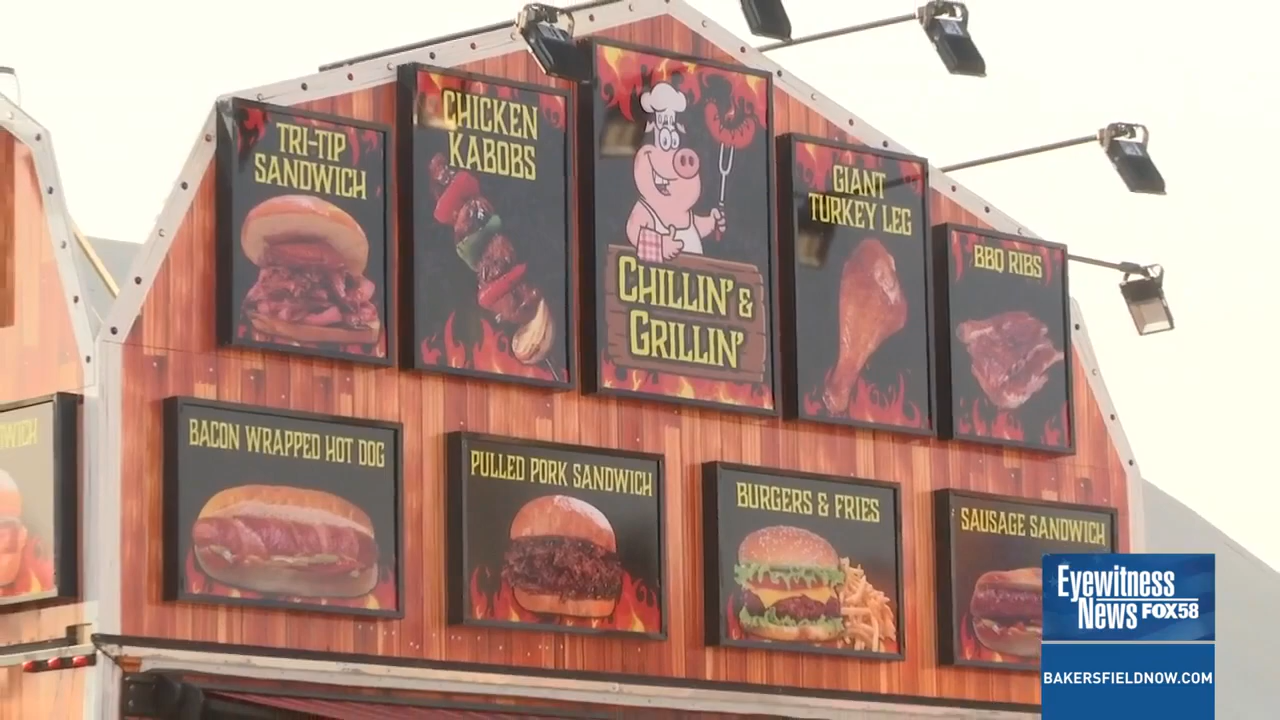 TRI-TIP
SANDWICH
CHICKEN
KABOBS
CHILLIN' &
GRILLIN'
GIANT
TURKEY LEG
BBQ RIBS
BACON WRAPPED HOT DOG
PULLED PORK SANDWICH
BURGERS & FRIES
SAUSAGE SANDWICH
Eyewitness
News FOX58
BAKERSFIELDNOW.COM